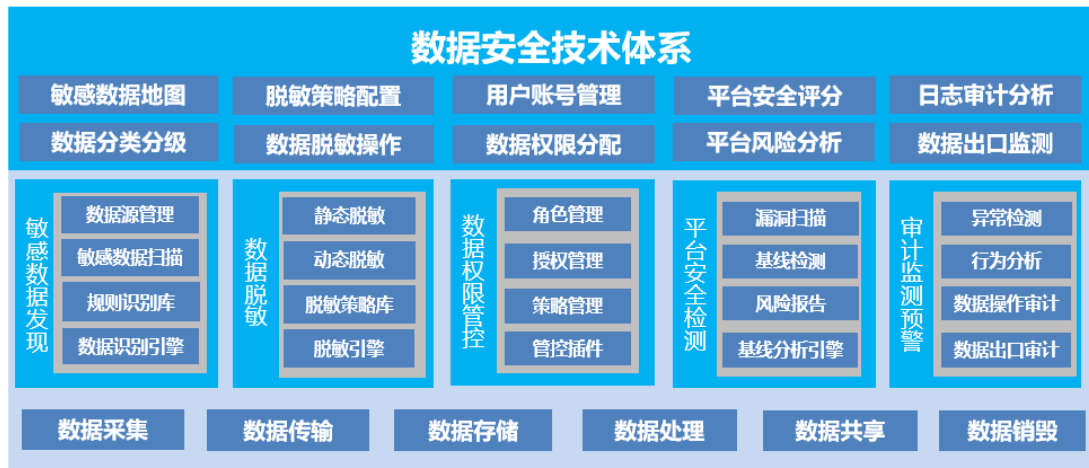 数据安全技术体系
敏感数据地图
脱敏策略配置
用户账号管理
平台安全评分
日志审计分析
数据分类分级
数据脱敏操作
数据权限分配
平台风险分析
数据出口监测
敏感数据发现
数据源管理
敏感数据扫描
规则识别库
数据识别引擎
数据脱敏
静态脱敏
动态脱敏
脱敏策略库
脱敏引擎
数据权限管控
角色管理
授权管理
策略管理
管控插件
平台安全检测
漏洞扫描
基线检测
风险报告
基线分析引擎
审计监测预警
异常检测
行为分析
数据操作审计
数据出口审计
数据采集
数据传输
数据存储
数据处理
数据共享
数据销毁